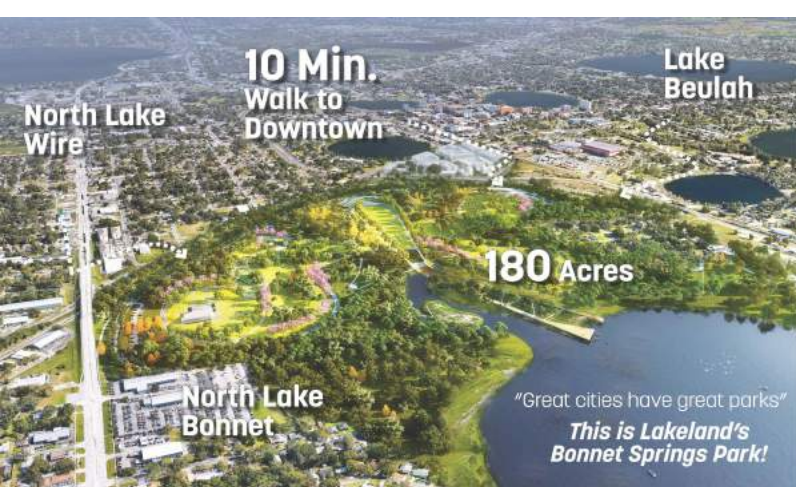 10 Min.
Walk to
Downtown
Lake
Beulah
North Lake
Wire
180 Acres
North Lake
Bonnet
"Great cities have great parks"
This is Lakeland's
Bonnet Springs Park!